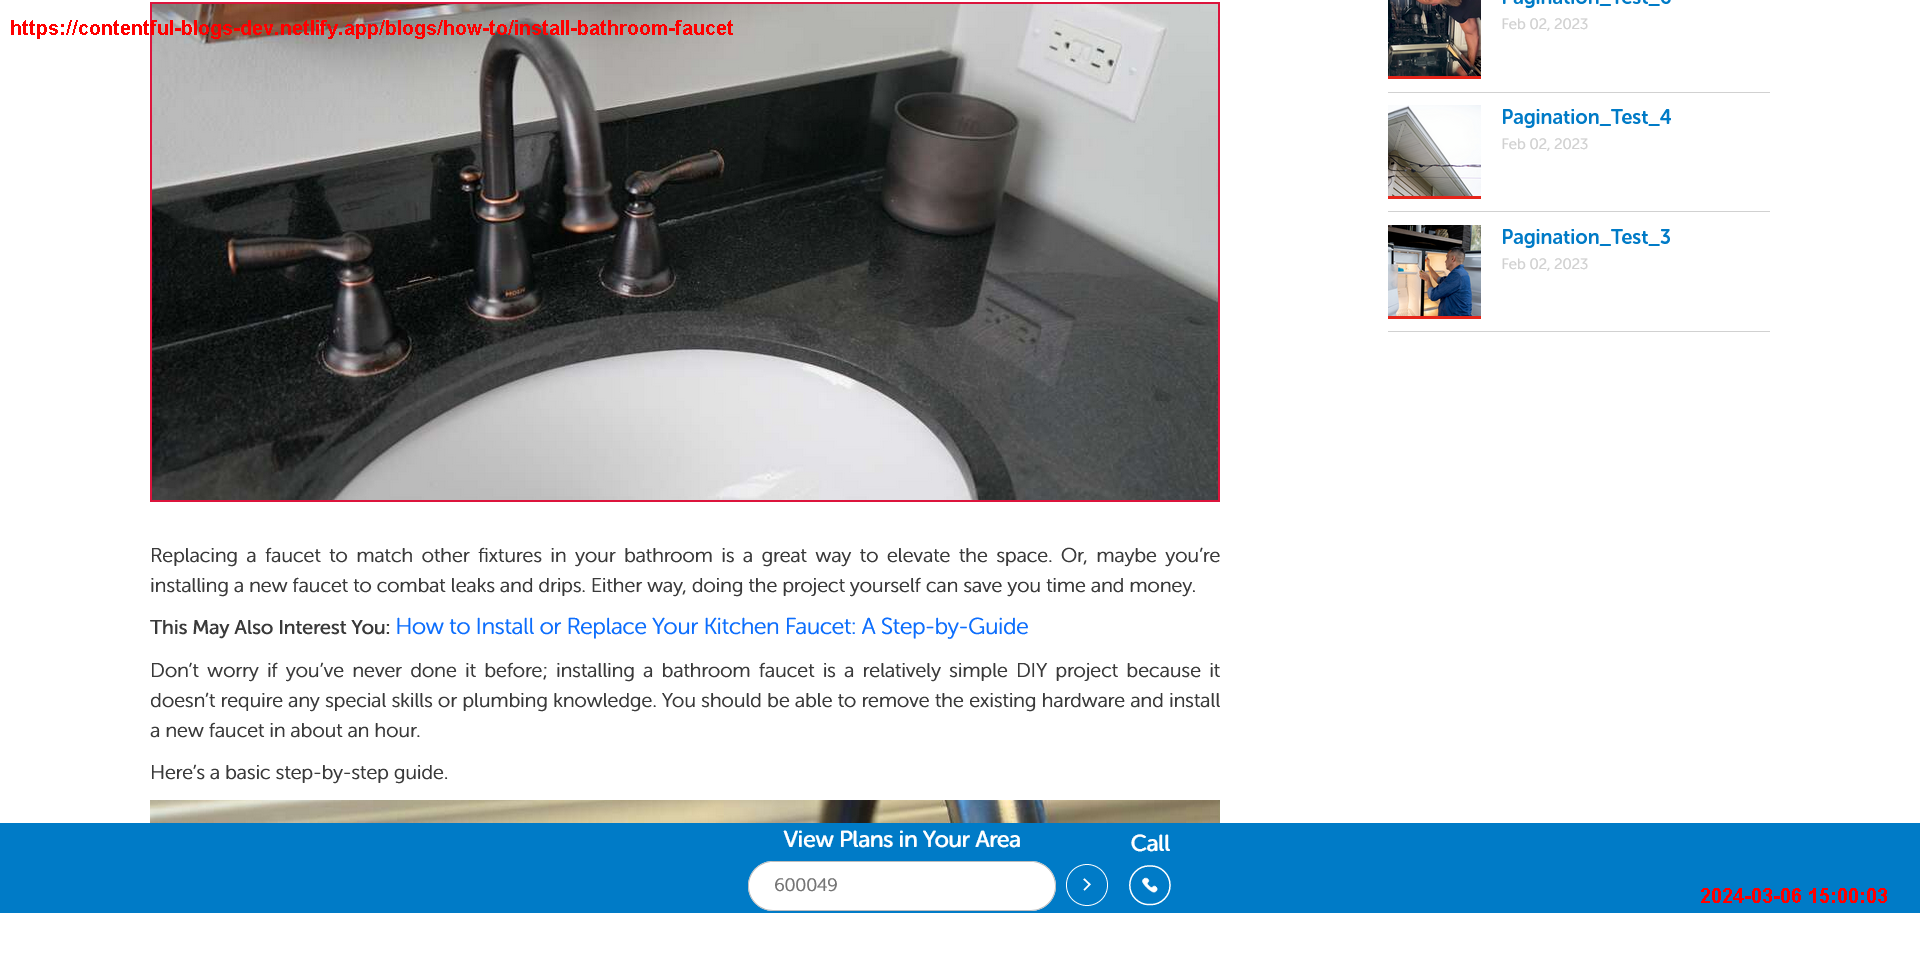 https://contentful-blogs-dev.netlify.app/blogs/how-to/install-bathroom-faucet
MOEN
Replacing a faucet to match other fixtures in your bathroom is a great way to elevate the space. Or, maybe you’re
installing a new faucet to combat leaks and drips. Either way, doing the project yourself can save you time and money.
This May Also Interest You: How to Install or Replace Your Kitchen Faucet: A Step-by-Guide
Don’t worry if you’ve never done it before; installing a bathroom faucet is a relatively simple DIY project because it
doesn’t require any special skills or plumbing knowledge. You should be able to remove the existing hardware and install
a new faucet in about an hour.
Here’s a basic step-by-step guide.
Feb 02, 2023
Pagination_Test_4
Feb 02, 2023
Pagination_Test_3
Feb 02, 2023
View Plans in Your Area
600049
Call
2024-03-06 15:00:03